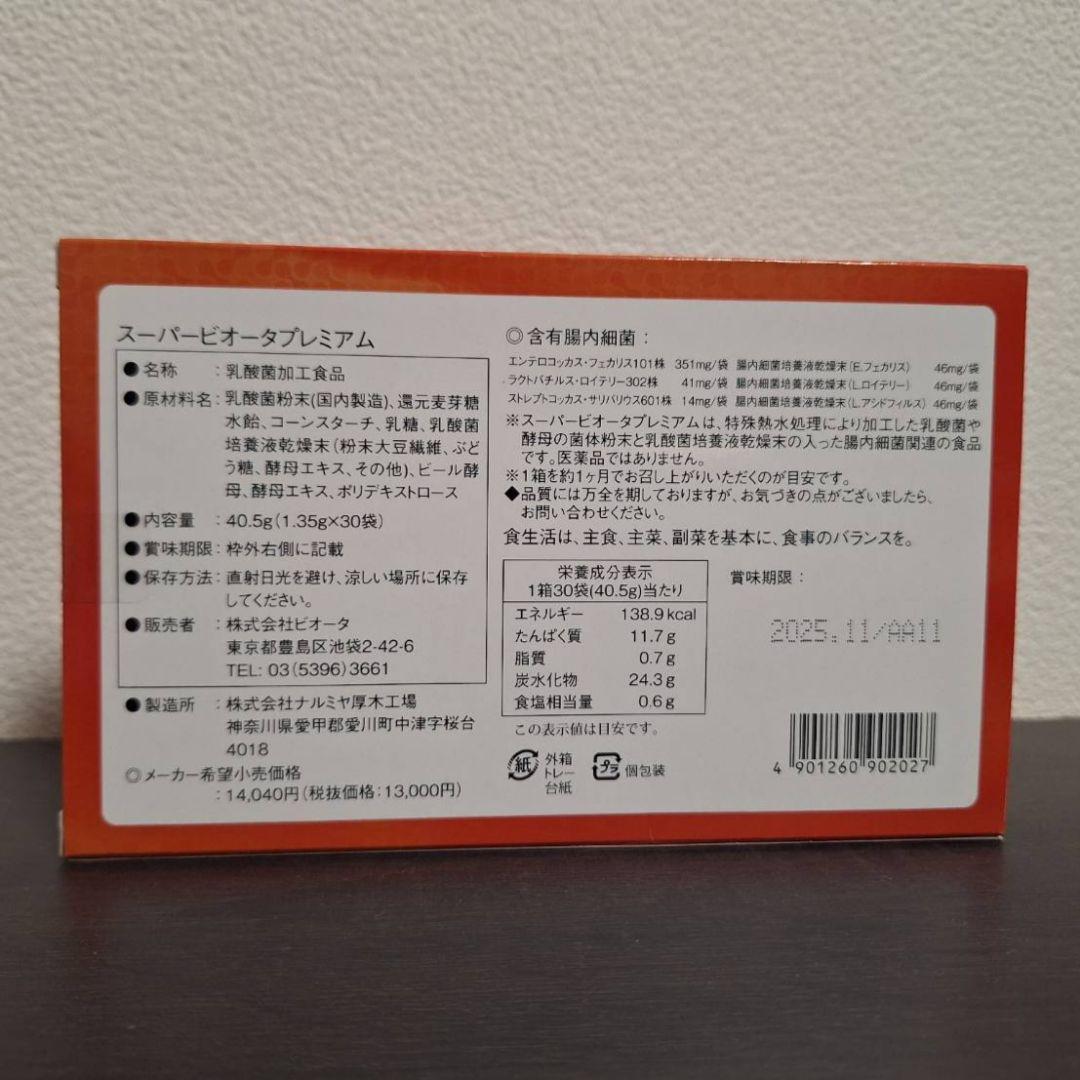 スーパービオータプレミアム
●名称 :乳酸菌加工食品
●原材料名:乳酸菌粉末(国内製造)、還元麦芽糖
水飴、コーンスターチ、乳糖、乳酸菌
培養液乾燥末(粉末大豆繊維、ぶど
う糖、酵母エキス、その他)、ビール酵
母、酵母エキス、ポリデキストロース
●内容量 :40.5g(1.35g×30袋)
●賞味期限:枠外右側に記載
●保存方法:直射日光を避け、涼しい場所に保存
してください。
●販売者 :株式会社ビオータ
東京都豊島区池袋2-42-6
TEL: 03(5396)3661
●製造所 :株式会社ナルミヤ厚木工場
神奈川県愛甲郡愛川町中津字桜台
4018
◎メーカー希望小売価格
:14,040円(税抜価格:13,000円)
◎含有腸内細菌:
エンテロコッカス・フェカリス101株 351mg/袋 腸内細菌培養液乾燥末(E.フェカリス) 46mg/袋
ラクトバチルス・ロイテリー302株 41mg/袋 腸内細菌培養液乾燥末(L.ロイテリー) 46mg/袋
ストレプトコッカス・サリバリウス601株 14mg/袋 腸内細菌培養液乾燥末(L.アシドフィルズ) 46mg/袋
※スーパービオータプレミアムは、特殊熱水処理により加工した乳酸菌や
酵母の菌体粉末と乳酸菌培養液乾燥末の入った腸内細菌関連の食品
です。医薬品ではありません。
※1箱を約1ヶ月でお召し上がりいただくのが目安です。
◆品質には万全を期しておりますが、お気づきの点がございましたら、
お問い合わせください。
食生活は、主食、主菜、副菜を基本に、食事のバランスを。
栄養成分表示
1箱30袋(40.5g)当たり
エネルギー 138.9kcal
たんぱく質 11.7g
脂質 0.7g
炭水化物 24.3g
食塩相当量 0.6g
この表示値は目安です。
賞味期限:
2025.11/AA11
紙 外箱
トレー
台紙
プラ 個包装
4 901260 902027